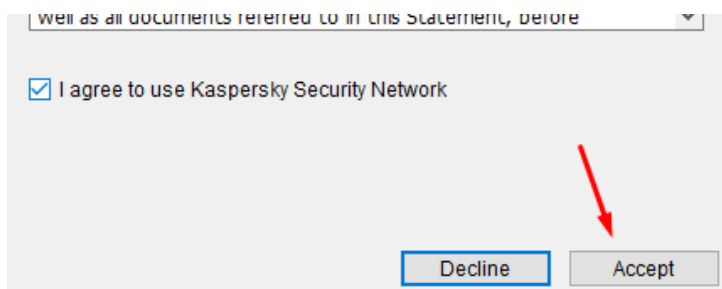 well as all documents referred to in this Statement, before
I agree to use Kaspersky Security Network
Decline
Accept